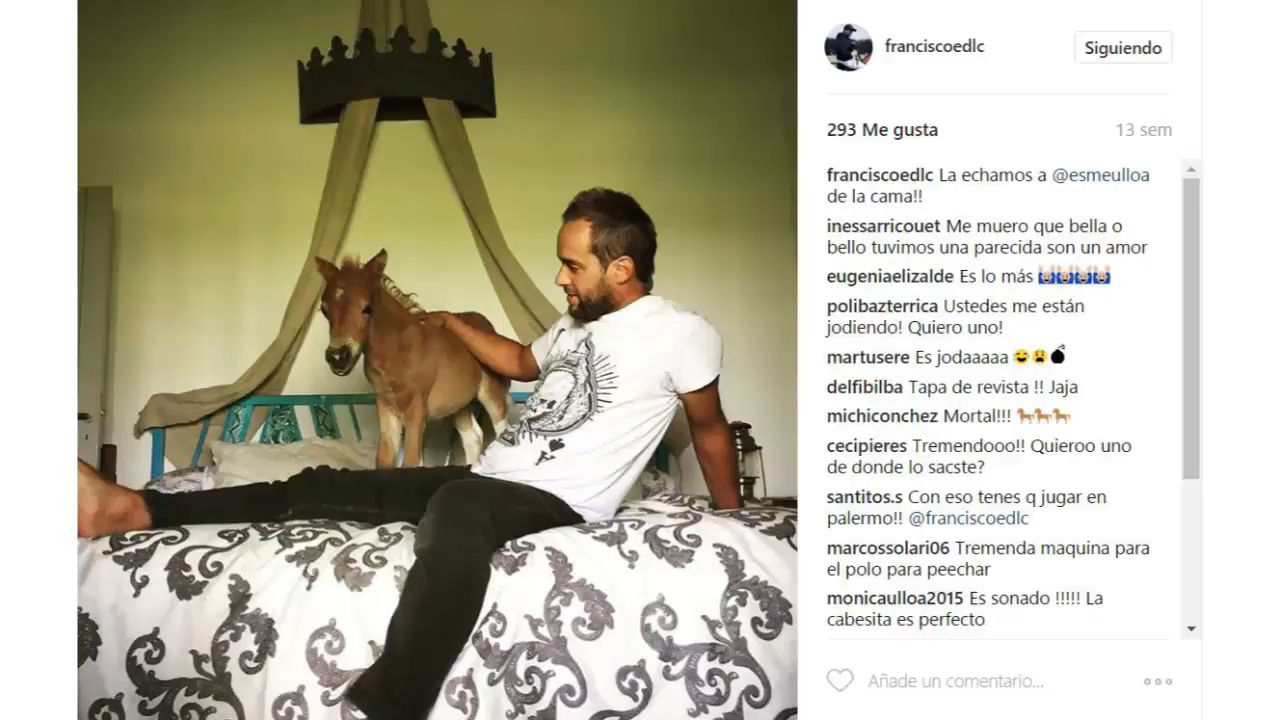 franciscoedlc
Siguiendo
293 Me gusta
13 sem
franciscoedlc La echamos a @esmeulloa
de la cama!!
inessarricouet Me muero que bella o
bello tuvimos una parecida son un amor
eugeniaelizalde Es lo más 🙌🙌🙌🙌
polibazterrica Ustedes me están
jodiendo! Quiero uno!
martusere Es jodaaaaa 😂😫💣
delfibilba Tapa de revista !! Jaja
michiconchez Mortal!!! 🐎🐎🐎
cecipieres Tremendooo!! Quieroo uno
de donde lo sacste?
santitos.s Con eso tenes q jugar en
palermo!! @franciscoedlc
marcossolari06 Tremenda maquina para
el polo para peechar
monicaulloa2015 Es sonado !!!!! La
cabesita es perfecto
Añade un comentario...
A